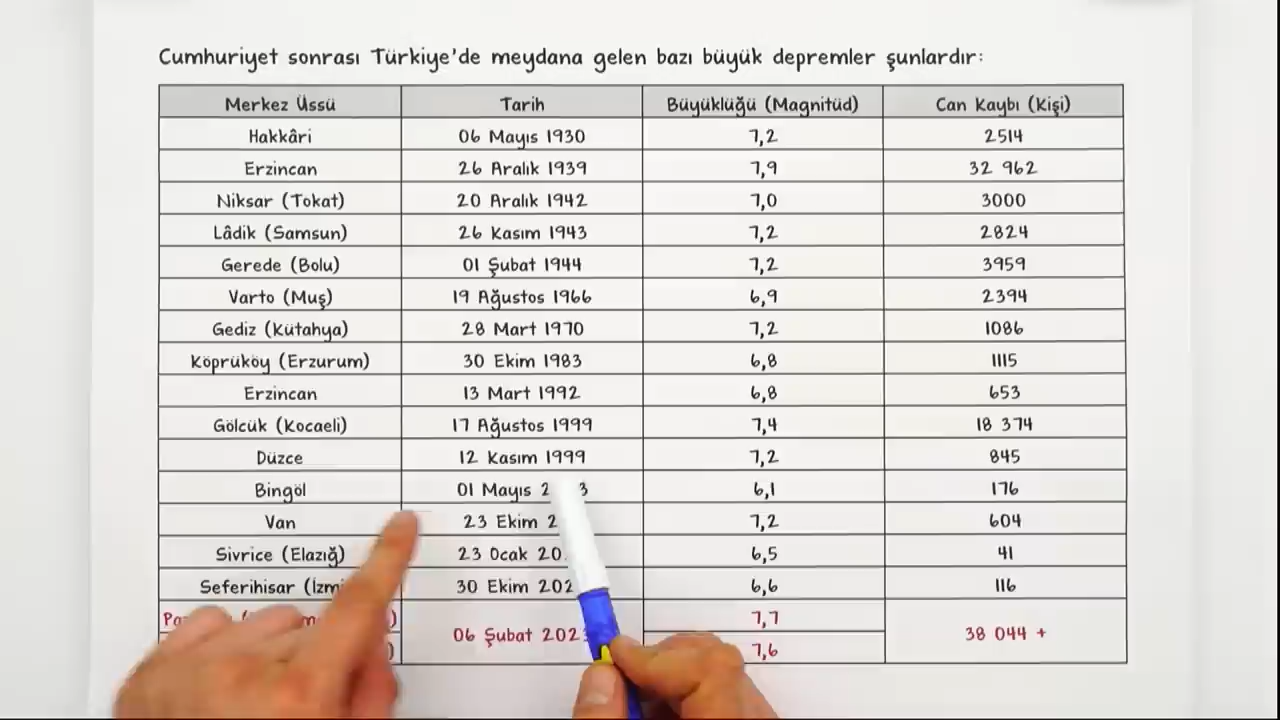 Cumhuriyet sonrası Türkiye'de meydana gelen bazı büyük depremler şunlardır:
Merkez Üssü Tarih Büyüklüğü (Magnitüd) Can Kaybı (Kişi)
Hakkâri 06 Mayıs 1930 7,2 2514
Erzincan 26 Aralık 1939 7,9 32 962
Niksar (Tokat) 20 Aralık 1942 7,0 3000
Lâdik (Samsun) 26 Kasım 1943 7,2 2824
Gerede (Bolu) 01 Şubat 1944 7,2 3959
Varto (Muş) 19 Ağustos 1966 6,9 2394
Gediz (Kütahya) 28 Mart 1970 7,2 1086
Köprüköy (Erzurum) 30 Ekim 1983 6,8 1115
Erzincan 13 Mart 1992 6,8 653
Gölcük (Kocaeli) 17 Ağustos 1999 7,4 18 374
Düzce 12 Kasım 1999 7,2 845
Bingöl 01 Mayıs 6,1 176
Van 23 Ekim 7,2 604
Sivrice (Elazığ) 23 Ocak 6,5 41
Seferihisar 30 Ekim 6,6 116
7,7
06 Şubat 38 044 +
7,6